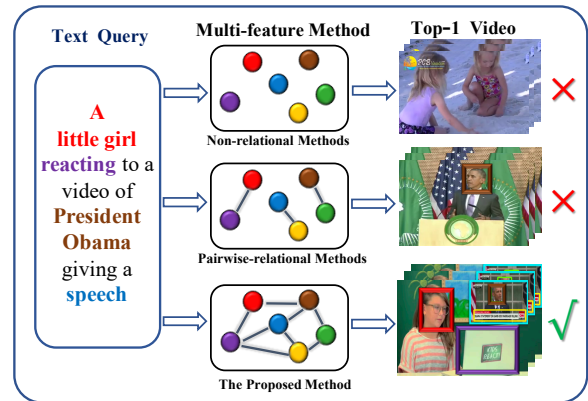 Text Query
Multi-feature Method
Top-1 Video
A
little girl
reacting to a
video of
President
Obama
giving a
speech
Non-relational Methods
Pairwise-relational Methods
The Proposed Method